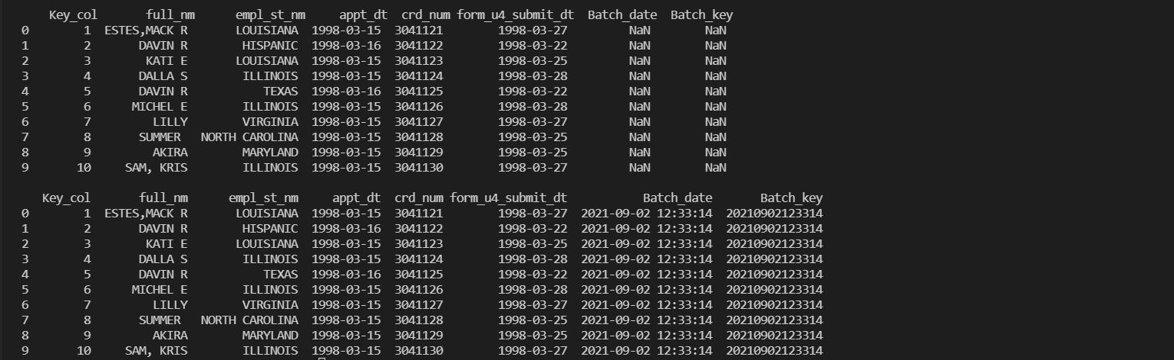 Key_col full_nm empl_st_nm appt_dt crd_num form_u4_submit_dt Batch_date Batch_key
0 1 ESTES,MACK R LOUISIANA 1998-03-15 3041121 1998-03-27 NaN NaN
1 2 DAVIN R HISPANIC 1998-03-16 3041122 1998-03-22 NaN NaN
2 3 KATI E LOUISIANA 1998-03-15 3041123 1998-03-25 NaN NaN
3 4 DALLA S ILLINOIS 1998-03-15 3041124 1998-03-28 NaN NaN
4 5 DAVIN R TEXAS 1998-03-16 3041125 1998-03-22 NaN NaN
5 6 MICHEL E ILLINOIS 1998-03-15 3041126 1998-03-28 NaN NaN
6 7 LILLY VIRGINIA 1998-03-15 3041127 1998-03-27 NaN NaN
7 8 SUMMER NORTH CAROLINA 1998-03-15 3041128 1998-03-25 NaN NaN
8 9 AKIRA MARYLAND 1998-03-15 3041129 1998-03-25 NaN NaN
9 10 SAM, KRIS ILLINOIS 1998-03-15 3041130 1998-03-27 NaN NaN
Key_col full_nm empl_st_nm appt_dt crd_num form_u4_submit_dt Batch_date Batch_key
0 1 ESTES,MACK R LOUISIANA 1998-03-15 3041121 1998-03-27 2021-09-02 12:33:14 20210902123314
1 2 DAVIN R HISPANIC 1998-03-16 3041122 1998-03-22 2021-09-02 12:33:14 20210902123314
2 3 KATI E LOUISIANA 1998-03-15 3041123 1998-03-25 2021-09-02 12:33:14 20210902123314
3 4 DALLA S ILLINOIS 1998-03-15 3041124 1998-03-28 2021-09-02 12:33:14 20210902123314
4 5 DAVIN R TEXAS 1998-03-16 3041125 1998-03-22 2021-09-02 12:33:14 20210902123314
5 6 MICHEL E ILLINOIS 1998-03-15 3041126 1998-03-28 2021-09-02 12:33:14 20210902123314
6 7 LILLY VIRGINIA 1998-03-15 3041127 1998-03-27 2021-09-02 12:33:14 20210902123314
7 8 SUMMER NORTH CAROLINA 1998-03-15 3041128 1998-03-25 2021-09-02 12:33:14 20210902123314
8 9 AKIRA MARYLAND 1998-03-15 3041129 1998-03-25 2021-09-02 12:33:14 20210902123314
9 10 SAM, KRIS ILLINOIS 1998-03-15 3041130 1998-03-27 2021-09-02 12:33:14 20210902123314